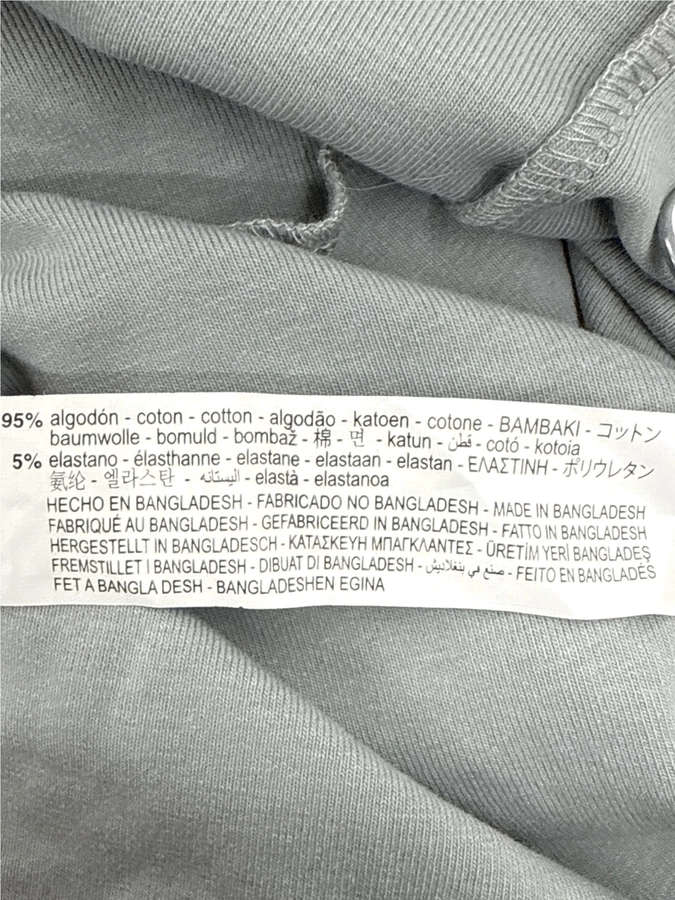 95% algodón - coton - cotton - algodão - katoen - cotone - BAMBAKI - コットン
baumwolle - bomuld - bombaž - 棉 - 면 - katun - قطن - cotó - kotoia
5% elastano - élasthanne - elastane - elastaan - elastan - ΕΛΑΣΤΙΝΗ - ポリウレタン
氨纶 - 엘라스탄 - اليستانه - elastà - elastanoa
HECHO EN BANGLADESH - FABRICADO NO BANGLADESH - MADE IN BANGLADESH
FABRIQUÉ AU BANGLADESH - GEFABRICEERD IN BANGLADESH - FATTO IN BANGLADESH
HERGESTELLT IN BANGLADESCH - ΚΑΤΑΣΚΕΥΗ ΜΠΑΓΚΛΑΝΤΕΣ - ÜRETİM YERİ BANGLADEŞ
FREMSTILLET I BANGLADESH - DIBUAT DI BANGLADESH - صنع في بنغلاديش - FEITO EN BANGLADÉS
FET A BANGLA DESH - BANGLADESHEN EGINA